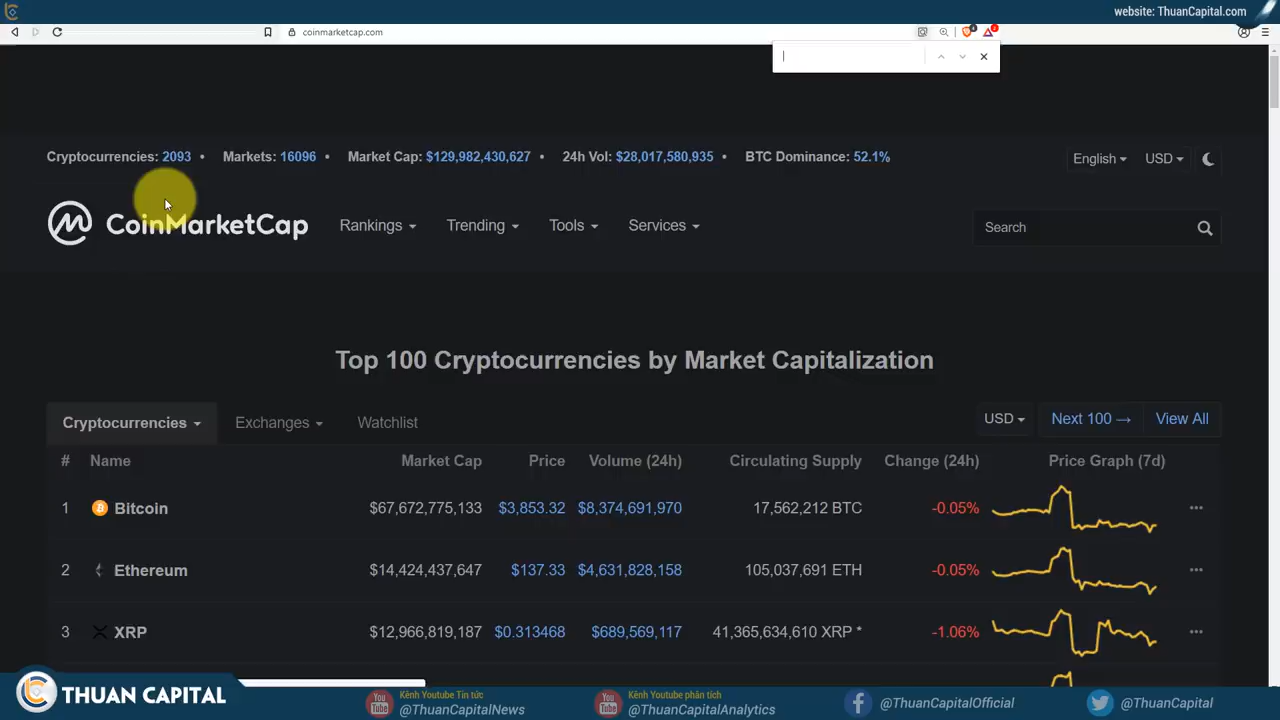 website: ThuanCapital.com
coinmarketcap.com
Cryptocurrencies: 2093 • Markets: 16096 • Market Cap: $129,982,430,627 • 24h Vol: $28,017,580,935 • BTC Dominance: 52.1%
English USD
CoinMarketCap Rankings Trending Tools Services Search
Top 100 Cryptocurrencies by Market Capitalization
Cryptocurrencies Exchanges Watchlist USD Next 100 → View All
# Name Market Cap Price Volume (24h) Circulating Supply Change (24h) Price Graph (7d)
1 Bitcoin $67,672,775,133 $3,853.32 $8,374,691,970 17,562,212 BTC -0.05%
2 Ethereum $14,424,437,647 $137.33 $4,631,828,158 105,037,691 ETH -0.05%
3 XRP $12,966,819,187 $0.313468 $689,569,117 41,365,634,610 XRP * -1.06%
THUAN CAPITAL
You Tube
Kênh Youtube Tin tức
@ThuanCapitalNews
You Tube
Kênh Youtube phân tích
@ThuanCapitalAnalytics
@ThuanCapitalOfficial
@ThuanCapital